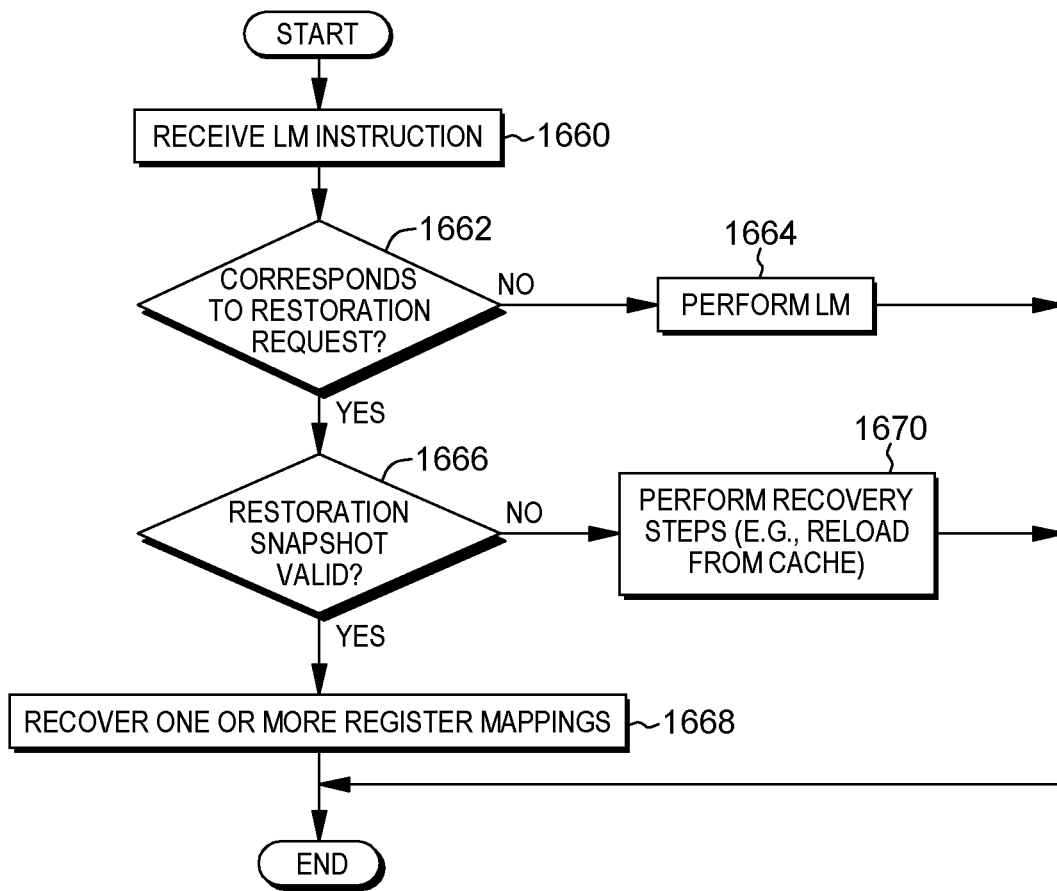 START
RECEIVE LM INSTRUCTION
1660
1662
CORRESPONDS
TO RESTORATION
REQUEST?
NO
1664
PERFORM LM
YES
1666
RESTORATION
SNAPSHOT
VALID?
NO
1670
PERFORM RECOVERY
STEPS (E.G., RELOAD
FROM CACHE)
YES
RECOVER ONE OR MORE REGISTER MAPPINGS
1668
END